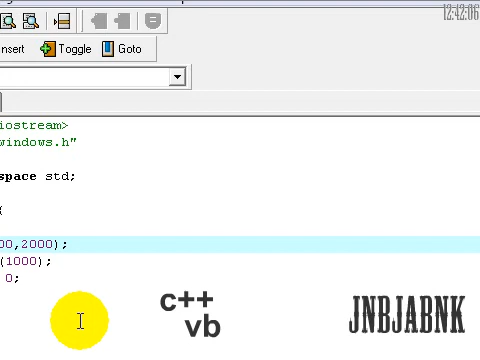 12:42:06
nsert Toggle Goto
iostream>
windows.h"
space std;
{
00,2000);
(1000);
0;
c++
vb
JNBJABNK